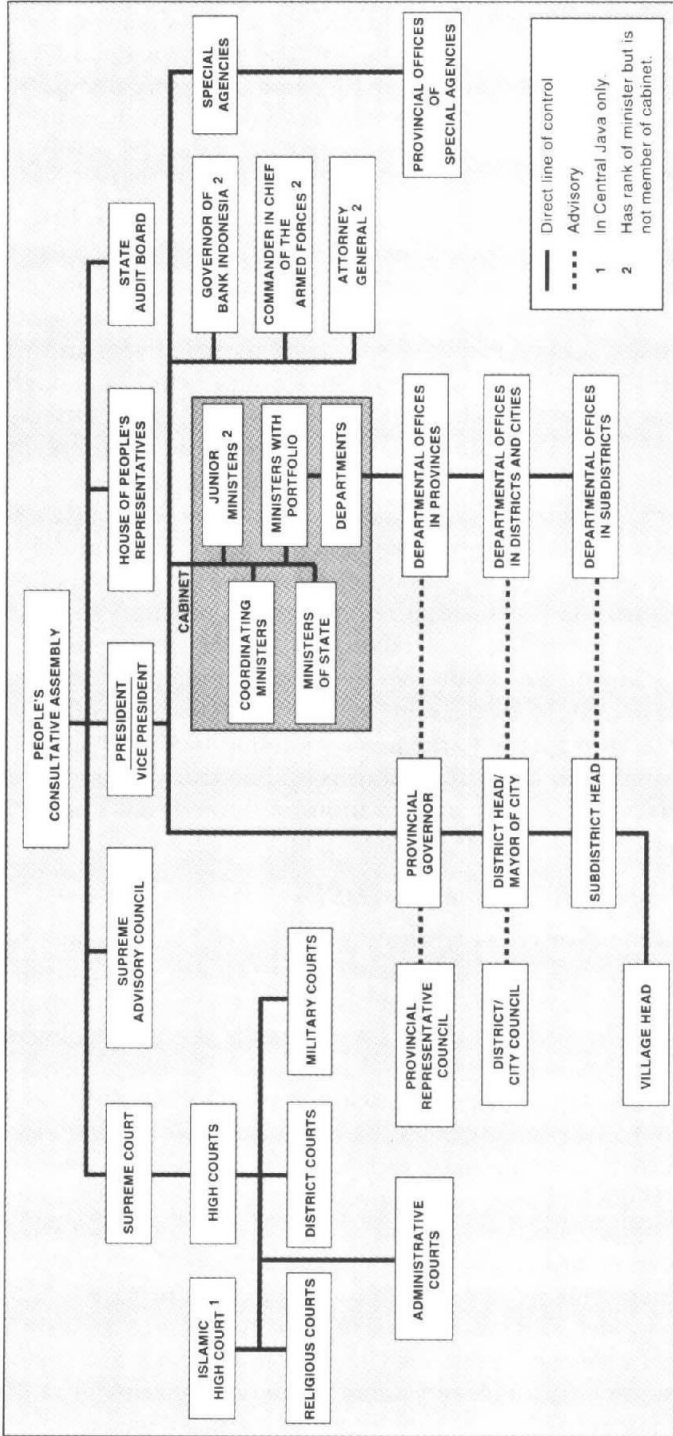 PEOPLE'S
CONSULTATIVE ASSEMBLY
SUPREME COURT
SUPREME
ADVISORY COUNCIL
PRESIDENT
VICE PRESIDENT
HOUSE OF PEOPLE'S
REPRESENTATIVES
STATE
AUDIT BOARD
ISLAMIC
HIGH COURT 1
HIGH COURTS
RELIGIOUS COURTS
DISTRICT COURTS
MILITARY COURTS
ADMINISTRATIVE
COURTS
CABINET
COORDINATING
MINISTERS
MINISTERS
OF STATE
JUNIOR
MINISTERS 2
MINISTERS WITH
PORTFOLIO
DEPARTMENTS
GOVERNOR OF
BANK INDONESIA 2
COMMANDER IN CHIEF
OF THE
ARMED FORCES 2
ATTORNEY
GENERAL 2
SPECIAL
AGENCIES
PROVINCIAL
REPRESENTATIVE
COUNCIL
PROVINCIAL
GOVERNOR
DEPARTMENTAL OFFICES
IN PROVINCES
PROVINCIAL OFFICES
OF
SPECIAL AGENCIES
DISTRICT/
CITY COUNCIL
DISTRICT HEAD/
MAYOR OF CITY
DEPARTMENTAL OFFICES
IN DISTRICTS AND CITIES
SUBDISTRICT HEAD
DEPARTMENTAL OFFICES
IN SUBDISTRICTS
VILLAGE HEAD
Direct line of control
Advisory
1 In Central Java only.
2 Has rank of minister but is
not member of cabinet.